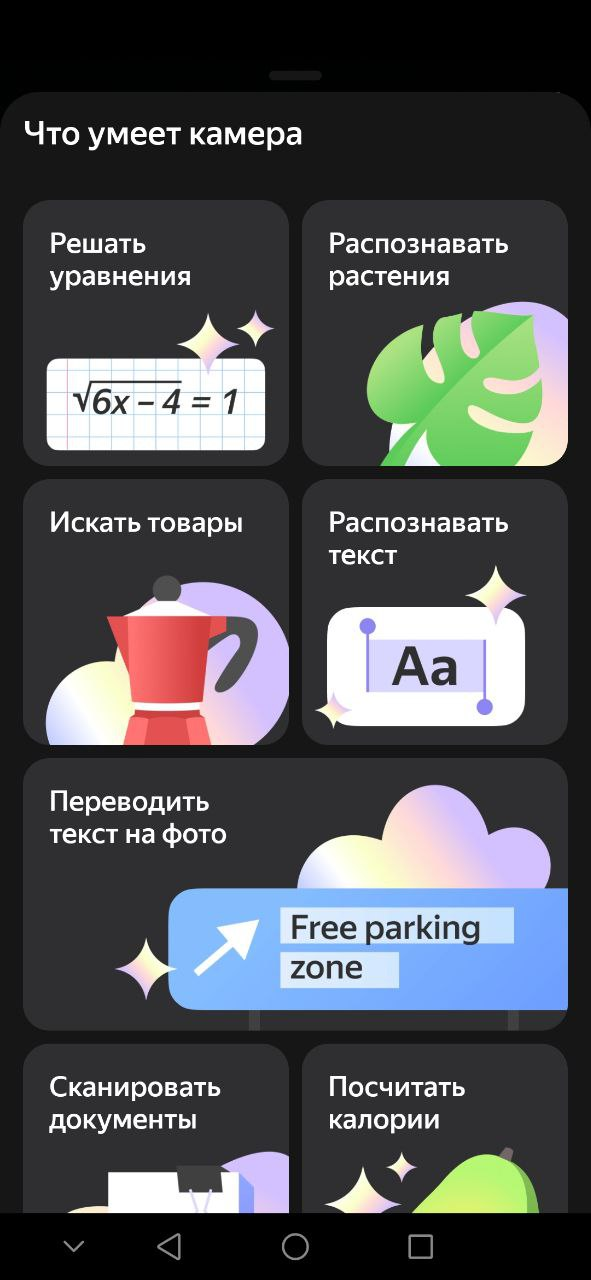 Что умеет камера
Решать
уравнения
Распознавать
растения
√6x – 4 = 1
Искать товары
Распознавать
текст
Aa
Переводить
текст на фото
Free parking
zone
Сканировать
документы
Посчитать
калории